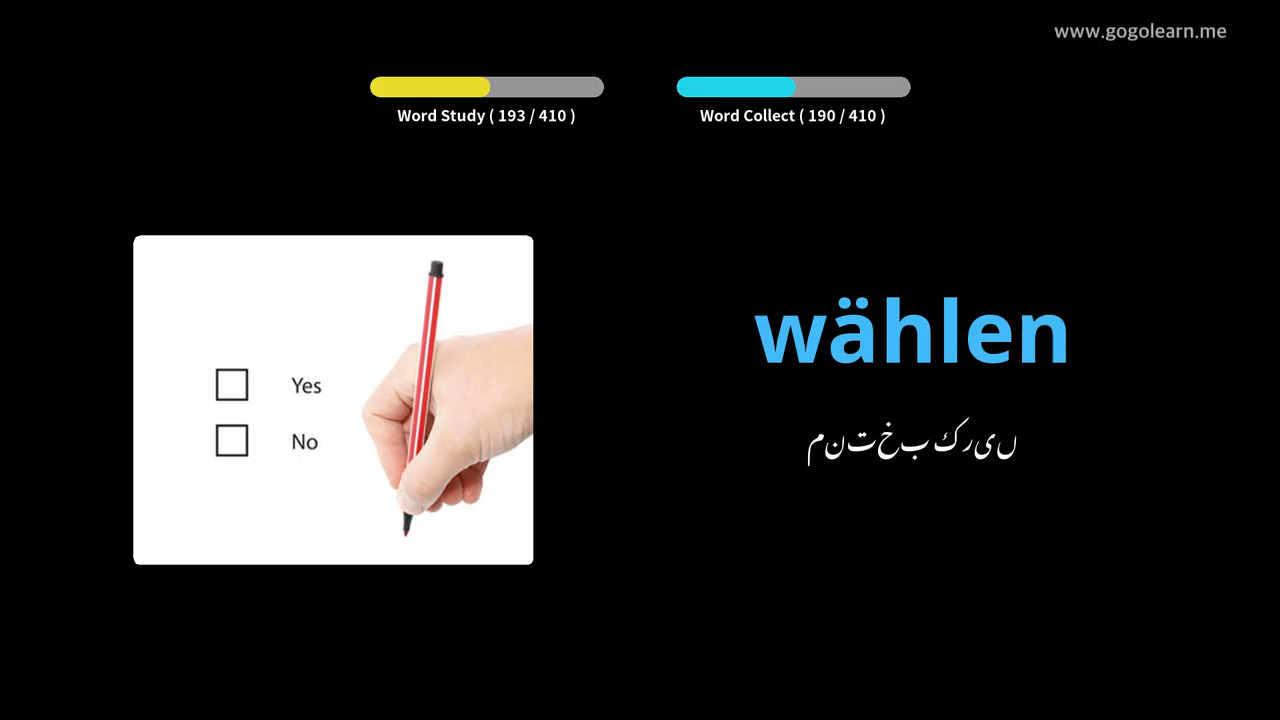 www.gogolearn.me
Word Study ( 193 / 410 )
Word Collect ( 190 / 410 )
Yes
No
wählen
منتخب کریں